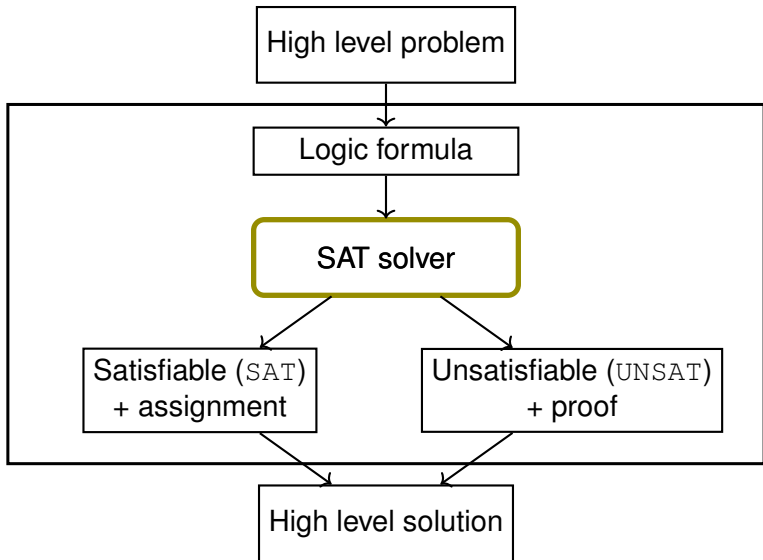 High level problem
Logic formula
SAT solver
Satisfiable (SAT)
+ assignment
Unsatisfiable (UNSAT)
+ proof
High level solution